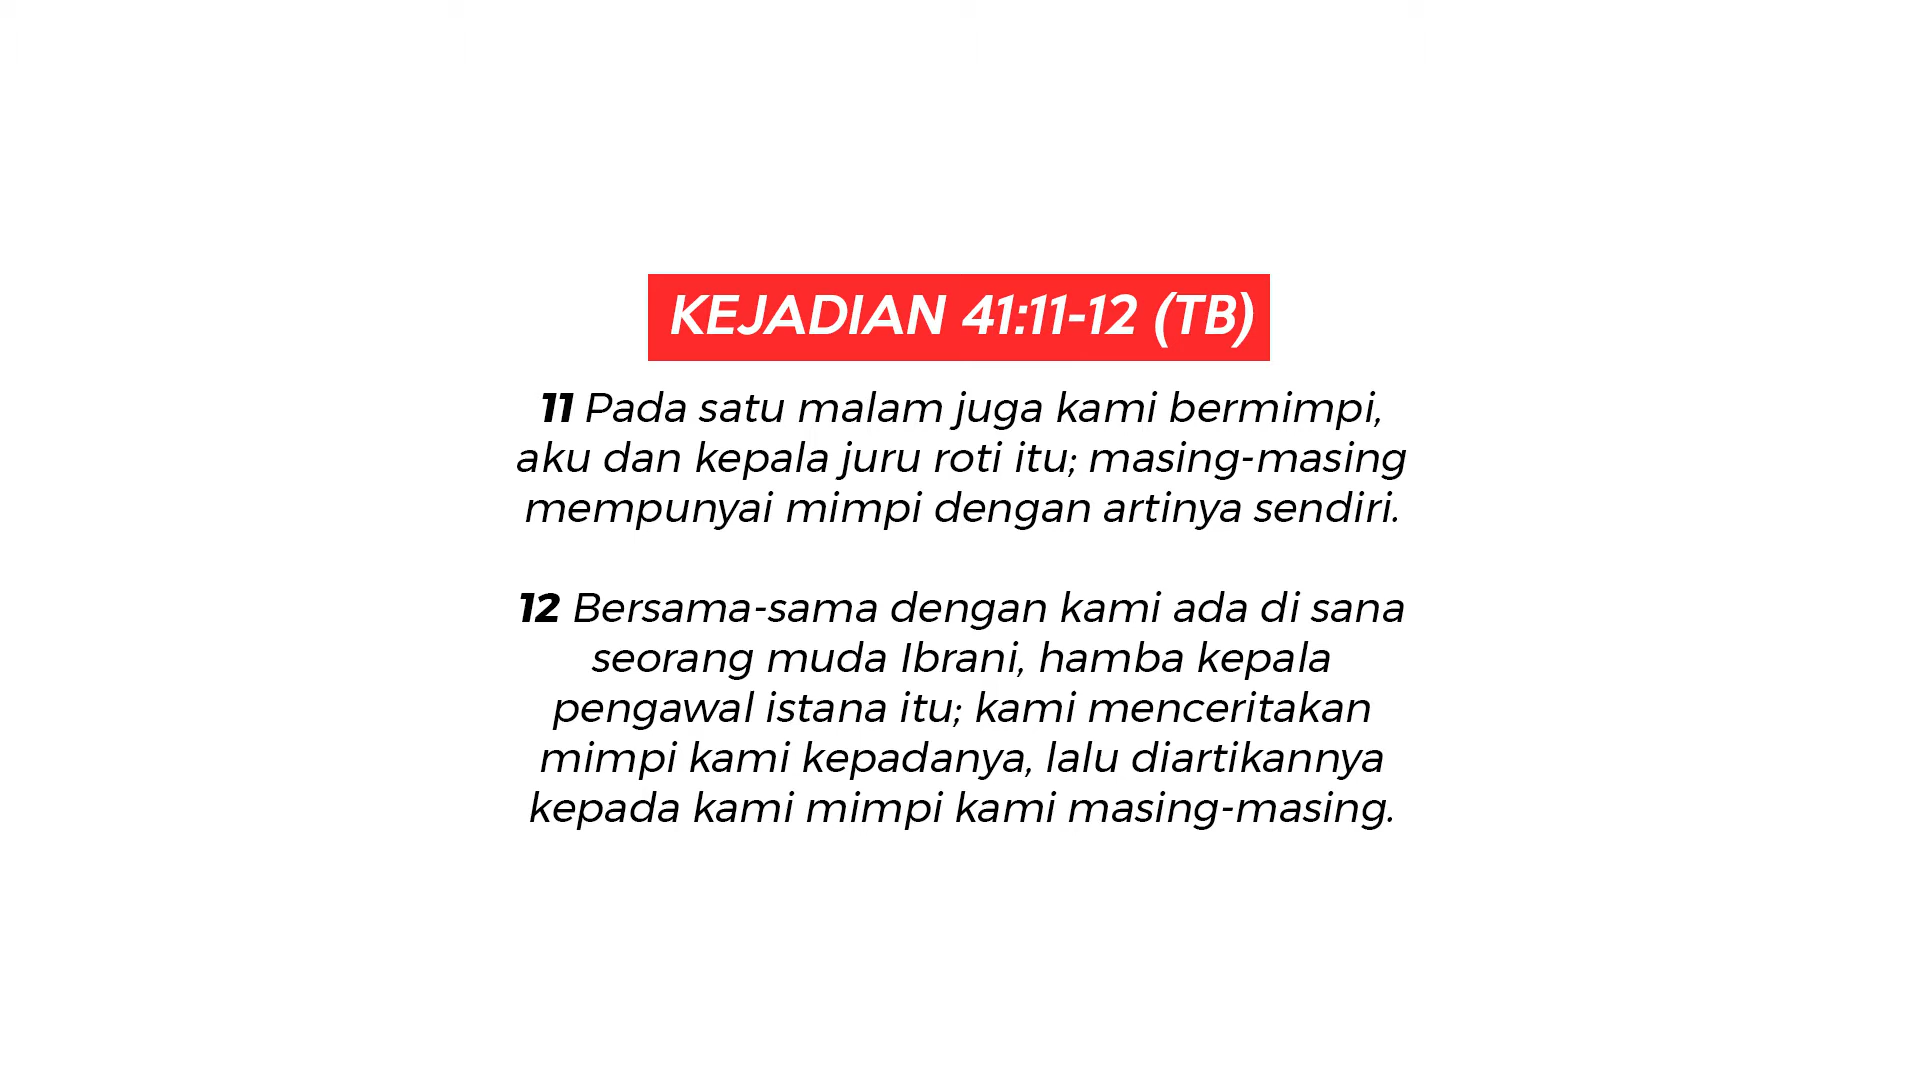 KEJADIAN 41:11-12 (TB)
11 Pada satu malam juga kami bermimpi,
aku dan kepala juru roti itu; masing-masing
mempunyai mimpi dengan artinya sendiri.
12 Bersama-sama dengan kami ada di sana
seorang muda Ibrani, hamba kepala
pengawal istana itu; kami menceritakan
mimpi kami kepadanya, lalu diartikannya
kepada kami mimpi kami masing-masing.